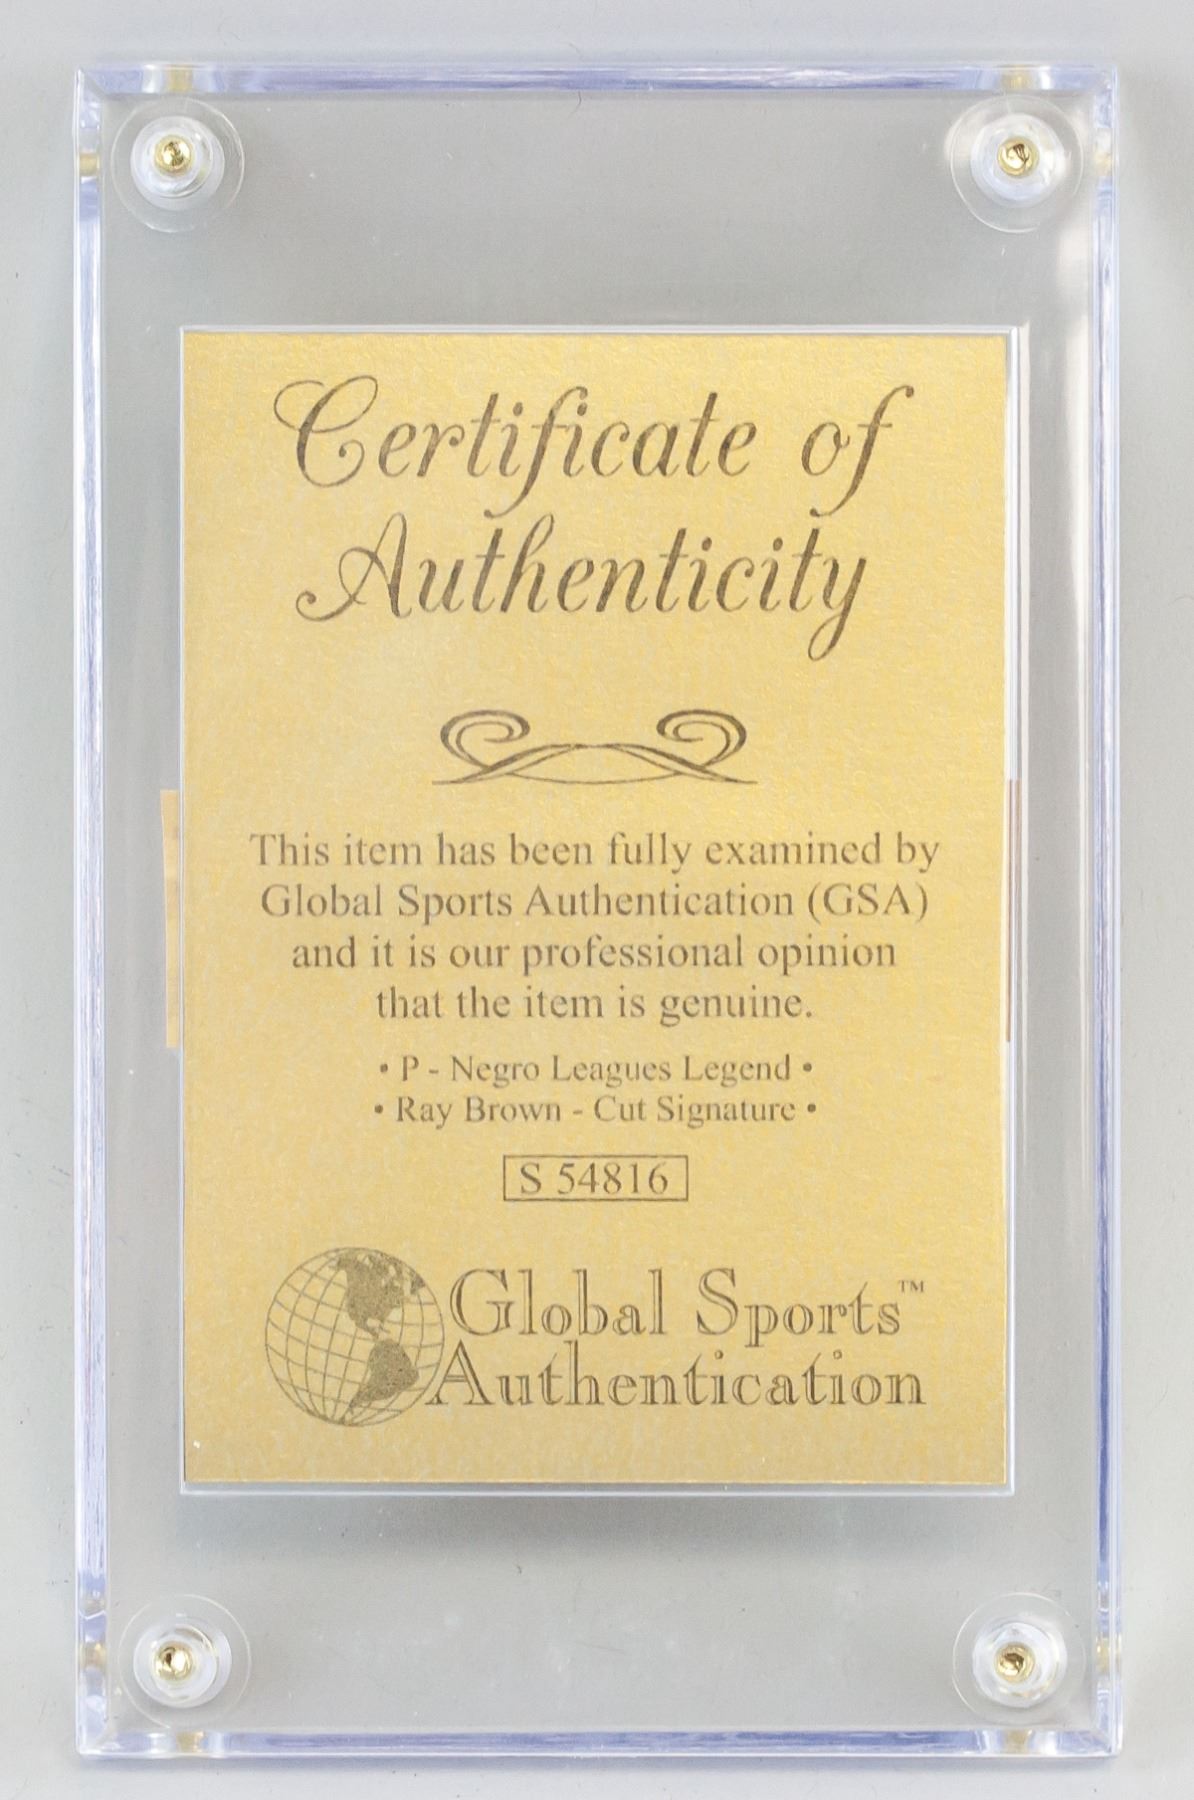 Certificate of
Authenticity
This item has been fully examined by
Global Sports Authentication (GSA)
and it is our professional opinion
that the item is genuine.
• P - Negro Leagues Legend •
• Ray Brown - Cut Signature •
S 54816
Global Sports™
Authentication